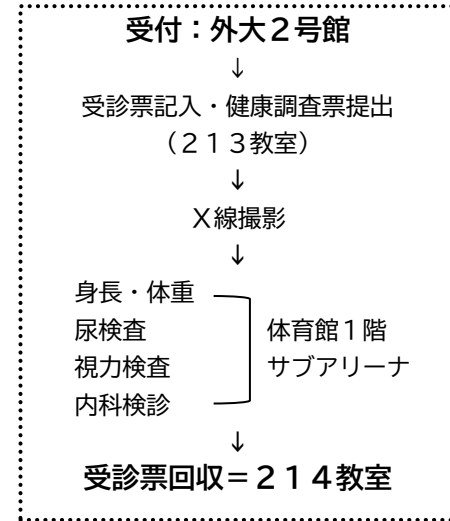 受付：外大２号館
↓
受診票記入・健康調査票提出
（２１３教室）
↓
Ｘ線撮影
↓
身長・体重
尿検査
視力検査
内科検診
体育館１階
サブアリーナ
↓
受診票回収＝２１４教室